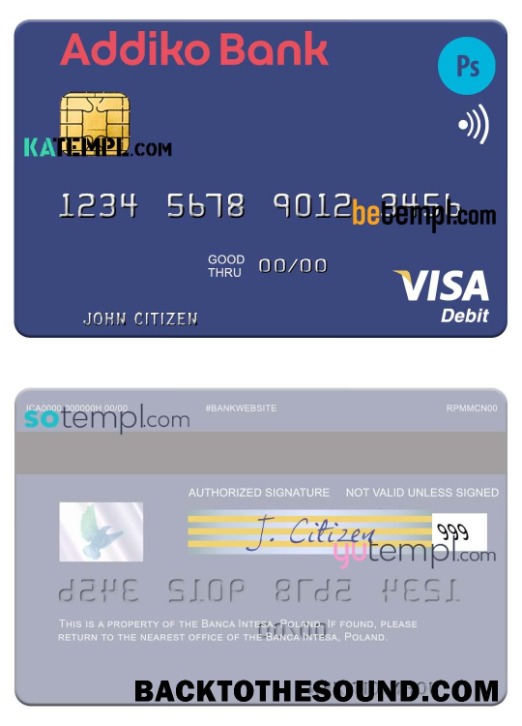 Addiko Bank
Ps
KATEMPL.COM
1234 5678 9012 3456
betempl.com
GOOD
THRU 00/00
VISA
Debit
JOHN CITIZEN
ICA0000 000000H 00/00 #BANKWEBSITE RPMMCN00
sotempl.com
AUTHORIZED SIGNATURE NOT VALID UNLESS SIGNED
J. Citizen 999
yutempl.com
THIS IS A PROPERTY OF THE BANCA INTESA, POLAND. IF FOUND, PLEASE
RETURN TO THE NEAREST OFFICE OF THE BANCA INTESA, POLAND.
BACKTOTHESOUND.COM